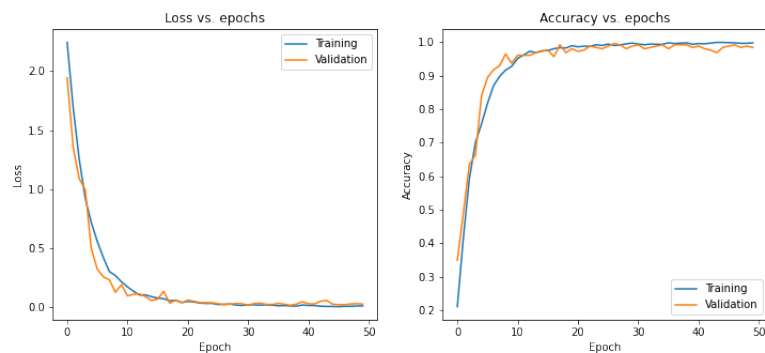 Loss vs. epochs
Training
Validation
2.0
1.5
1.0
0.5
0.0
Loss
0 10 20 30 40 50
Epoch
Accuracy vs. epochs
1.0
0.9
0.8
0.7
0.6
0.5
0.4
0.3
0.2
Accuracy
Training
Validation
0 10 20 30 40 50
Epoch